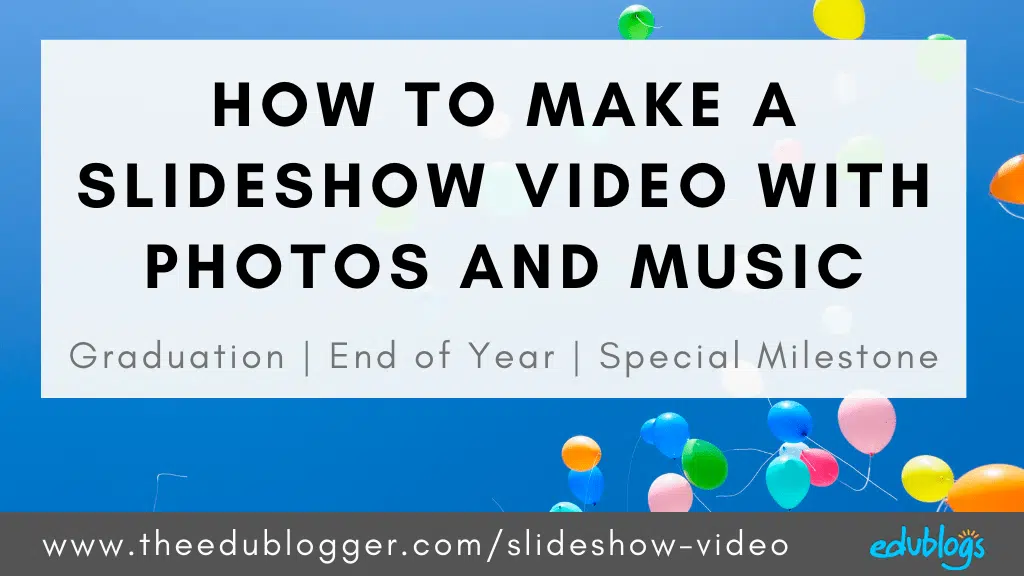 HOW TO MAKE A
SLIDESHOW VIDEO WITH
PHOTOS AND MUSIC
Graduation | End of Year | Special Milestone
www.theedublogger.com/slideshow-video
edublogs